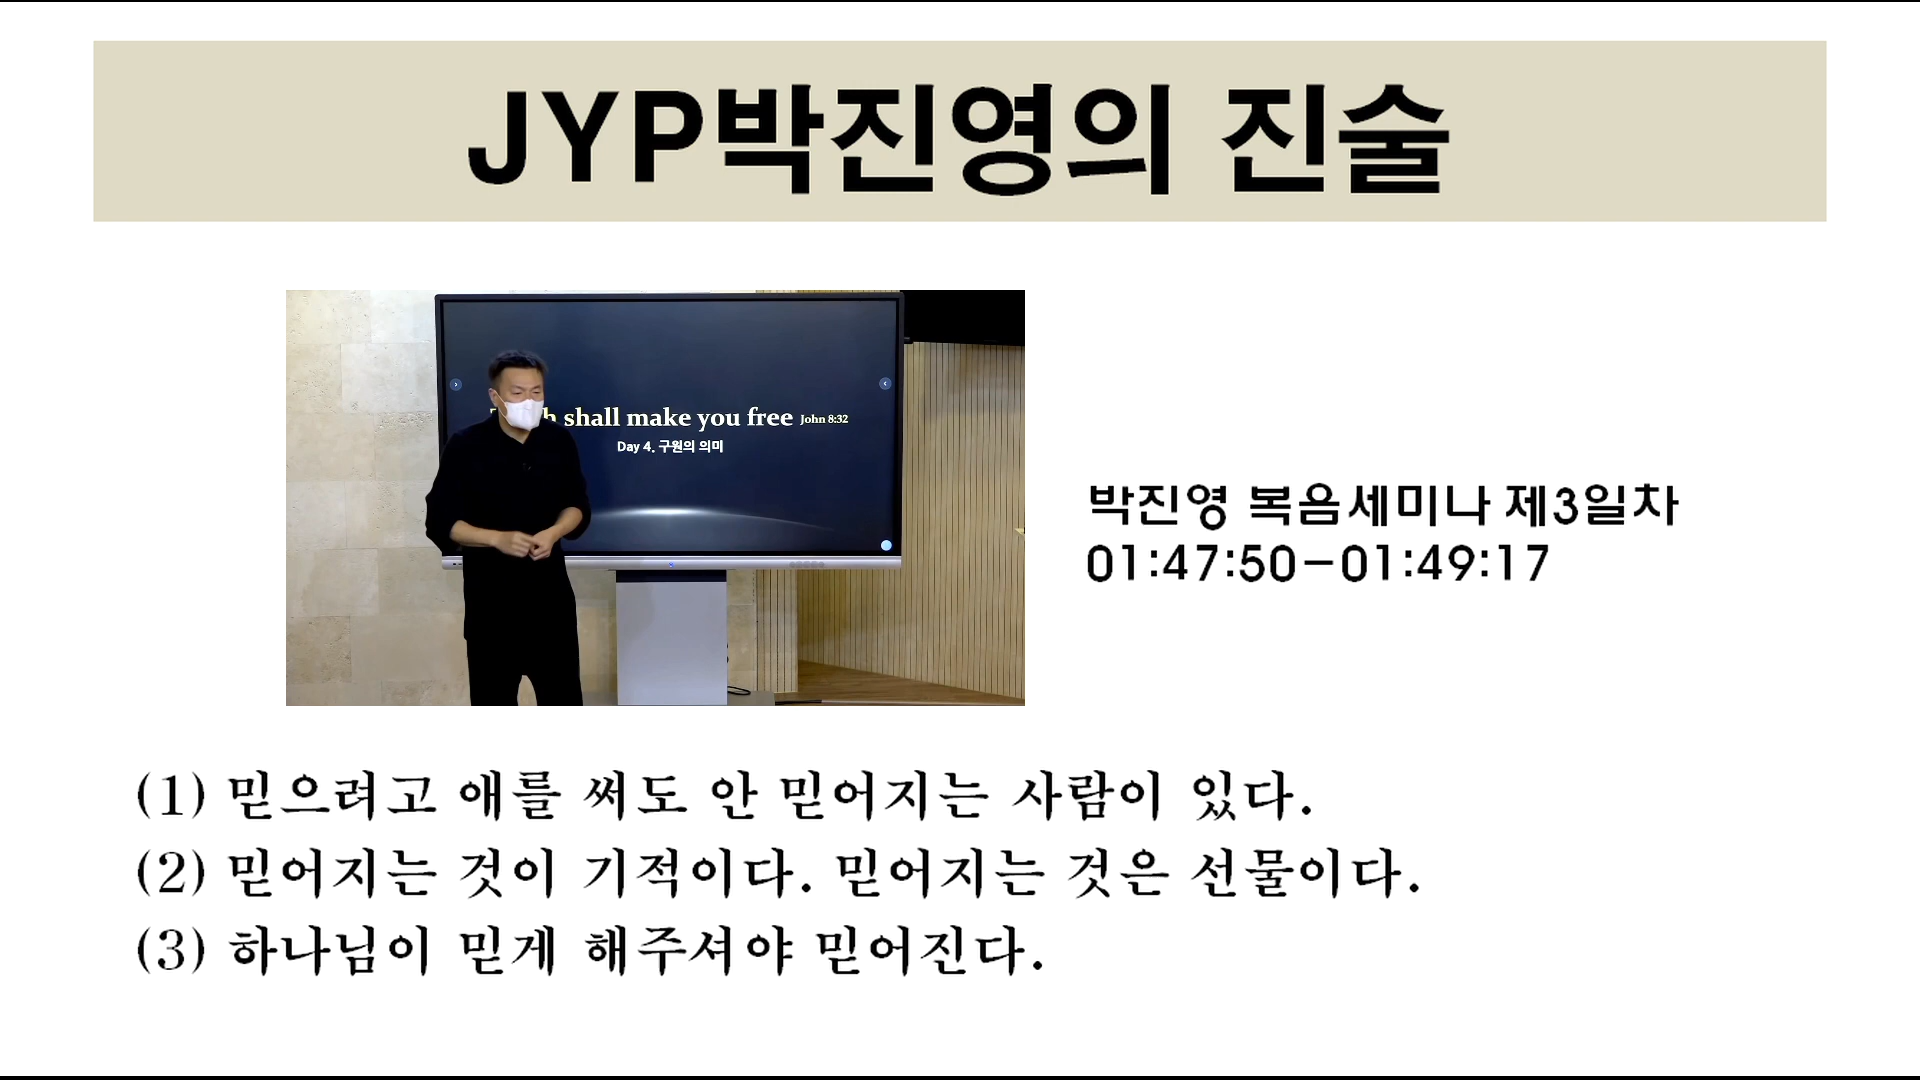 JYP박진영의 진술
shall make you free John 8:32
Day 4. 구원의 의미
박진영 복음세미나 제3일차
01:47:50-01:49:17
(1) 믿으려고 애를 써도 안 믿어지는 사람이 있다.
(2) 믿어지는 것이 기적이다. 믿어지는 것은 선물이다.
(3) 하나님이 믿게 해주셔야 믿어진다.